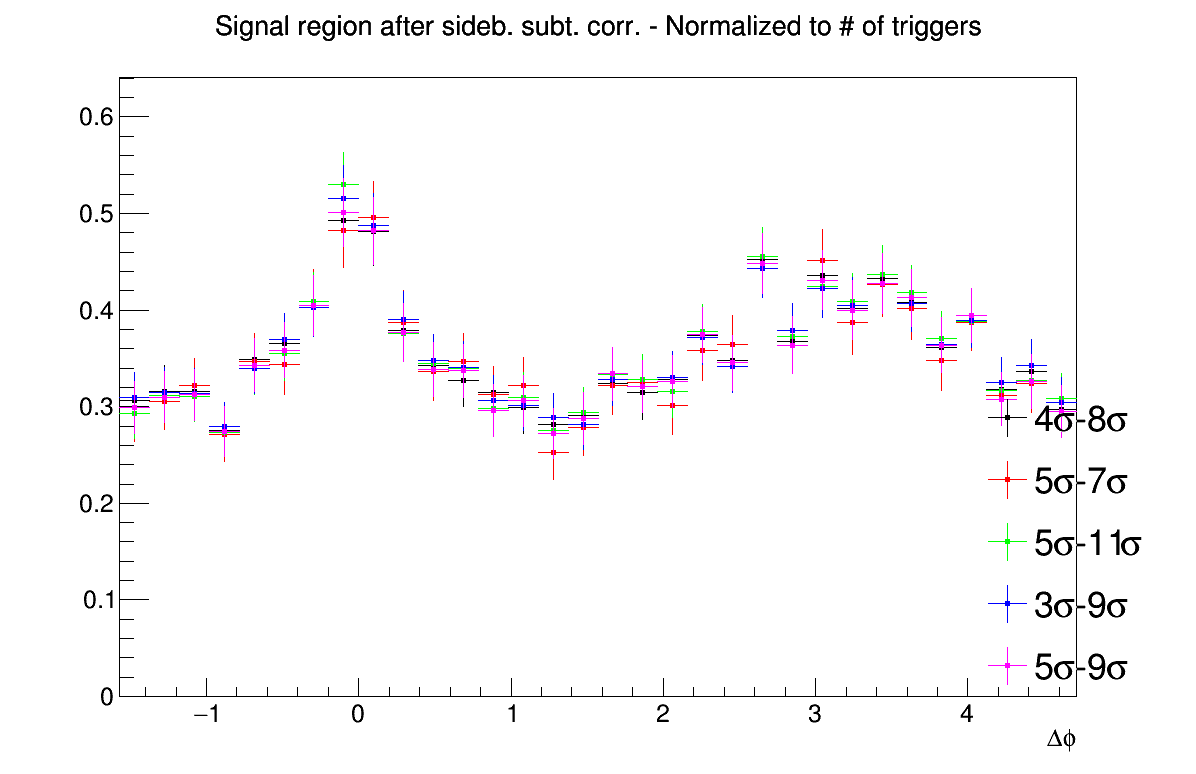 Signal region after sideb. subt. corr. - Normalized to # of triggers
0.6
0.5
0.4
0.3
0.2
0.1
0
4σ-8σ
5σ-7σ
5σ-11σ
3σ-9σ
5σ-9σ
−1 0 1 2 3 4
Δϕ